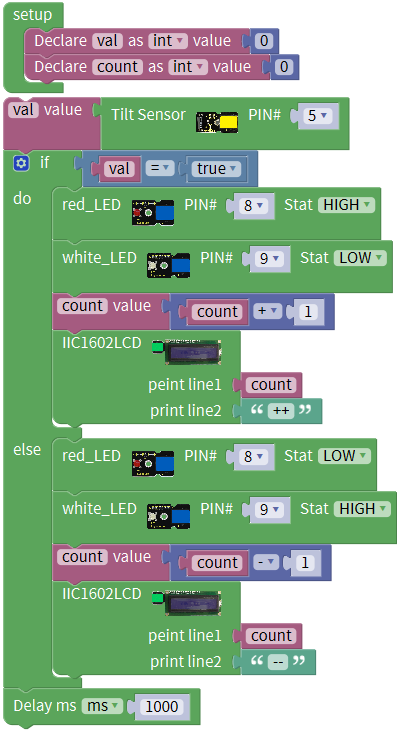 setup
Declare val as int value 0
Declare count as int value 0
val value Tilt Sensor PIN# 5
if val = true
do
red_LED PIN# 8 Stat HIGH
white_LED PIN# 9 Stat LOW
count value count + 1
IIC1602LCD
peint line1 count
print line2 “ ++ ”
else
red_LED PIN# 8 Stat LOW
white_LED PIN# 9 Stat HIGH
count value count - 1
IIC1602LCD
peint line1 count
print line2 “ -- ”
Delay ms ms 1000